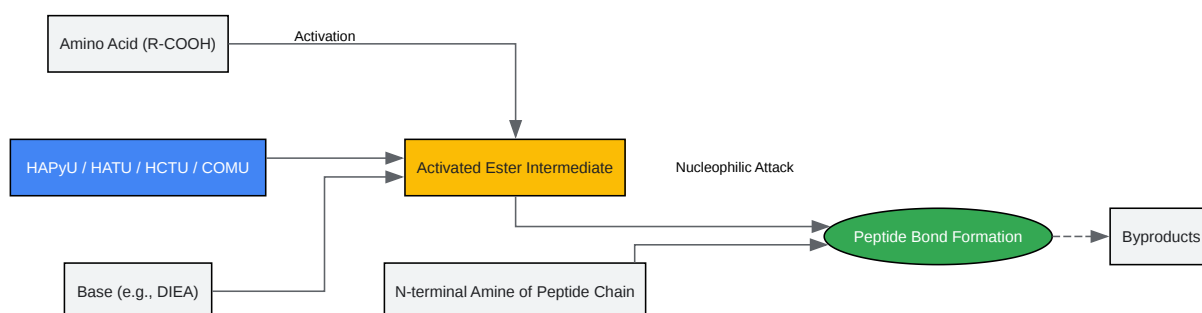 Amino Acid (R-COOH)
Activation
HAPyU / HATU / HCTU / COMU
Activated Ester Intermediate
Nucleophilic Attack
Peptide Bond Formation
Byproducts
Base (e.g., DIEA)
N-terminal Amine of Peptide Chain